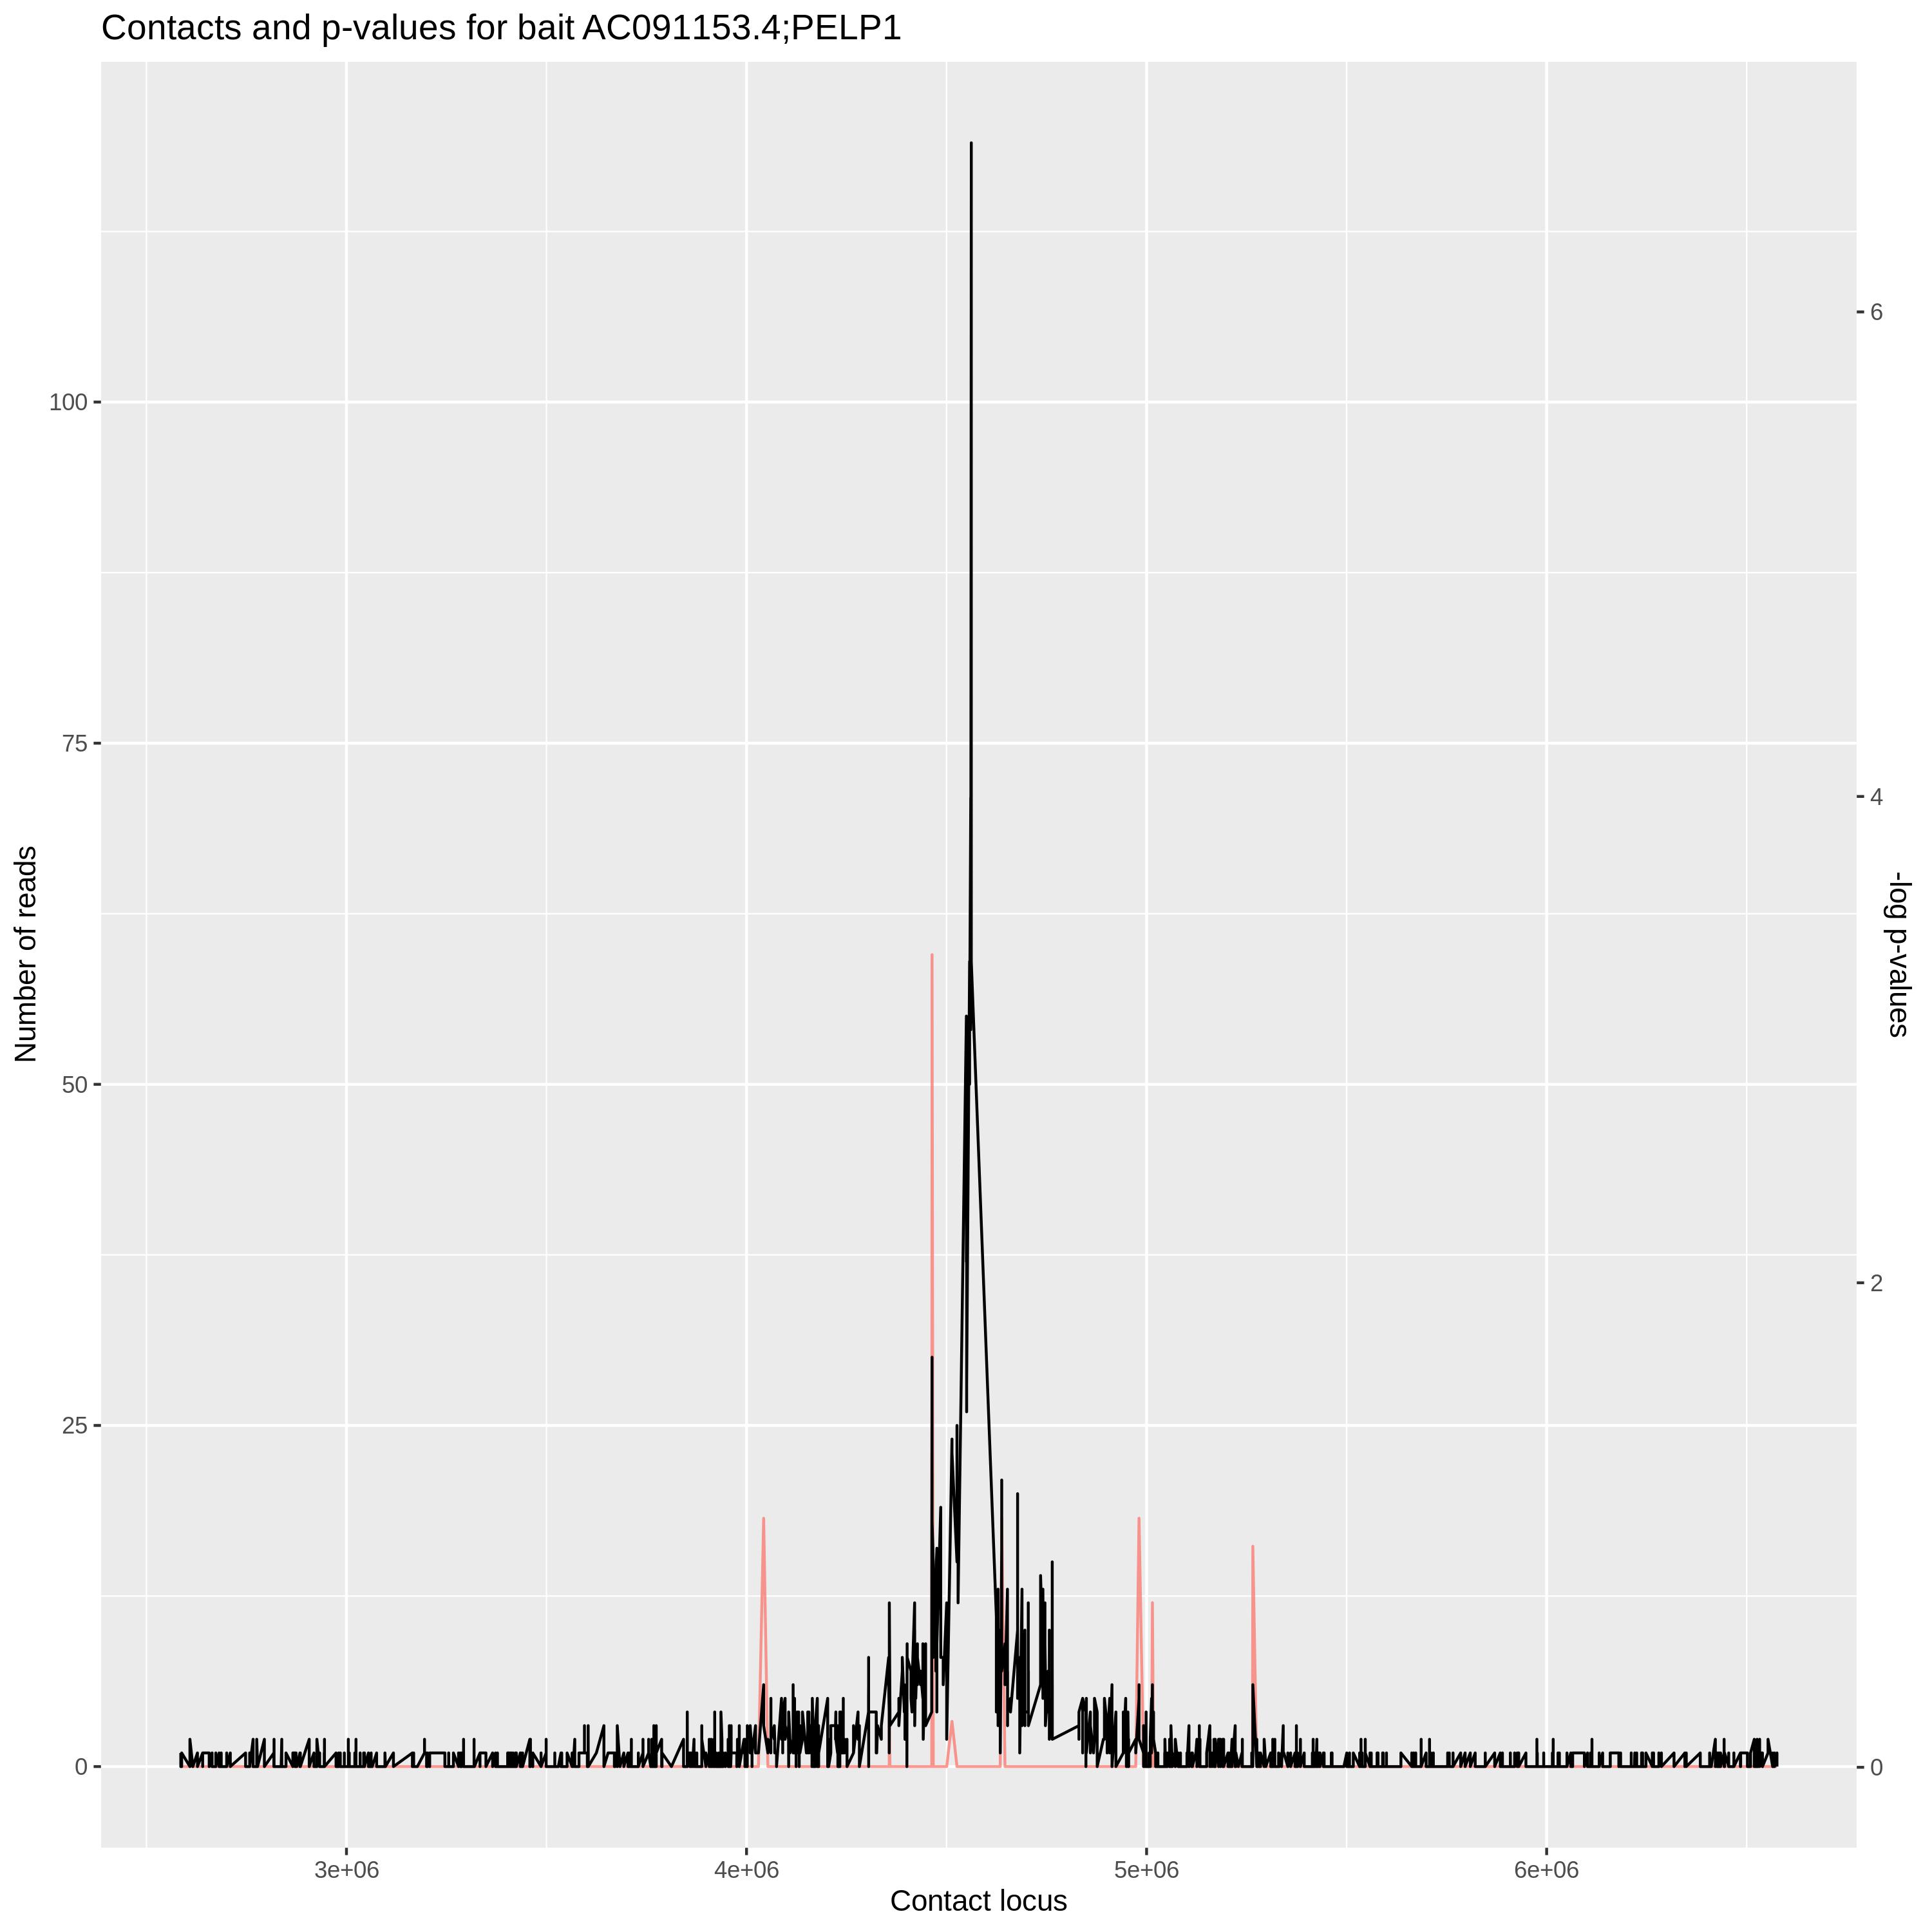 Contacts and p-values for bait AC091153.4;PELP1
Number of reads
100
75
50
25
0
6
4
2
0
-log p-values
3e+06
4e+06
5e+06
6e+06
Contact locus